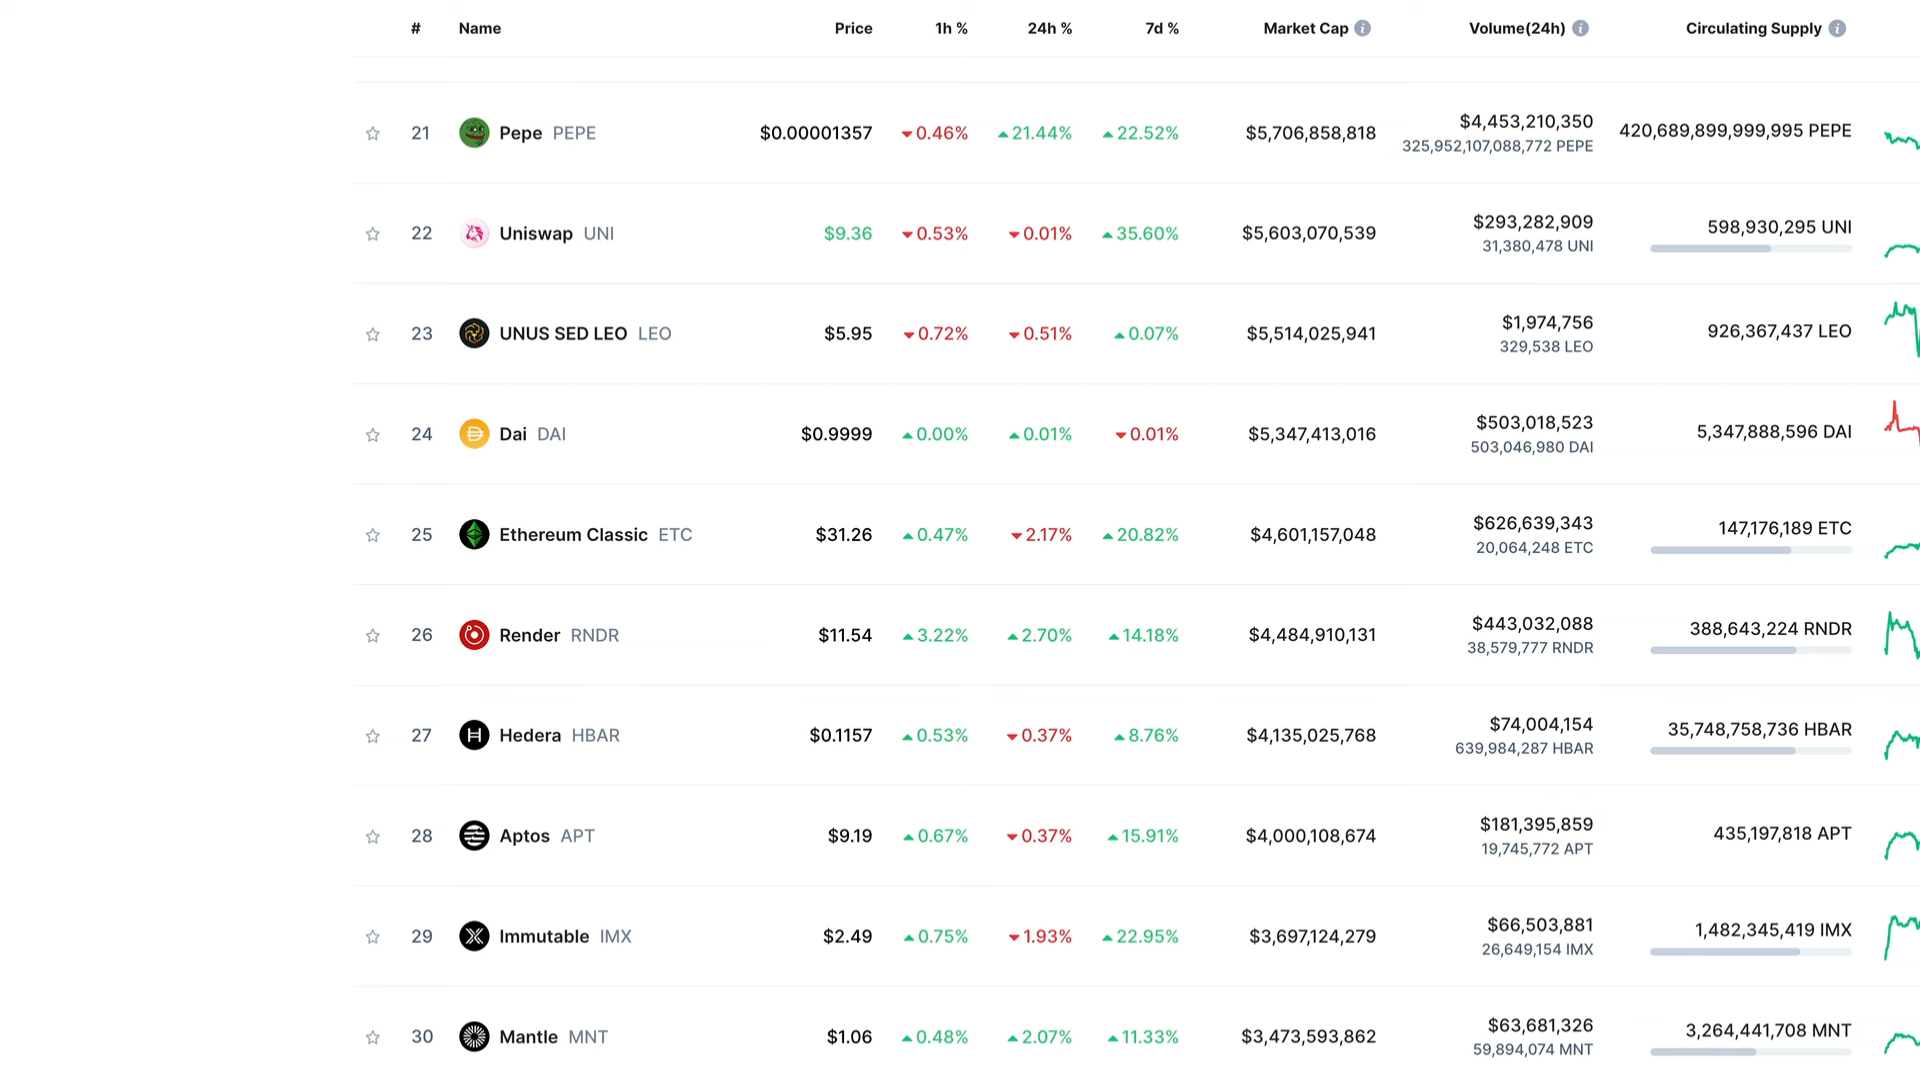 # Name Price 1h % 24h % 7d % Market Cap Volume(24h) Circulating Supply
21 Pepe PEPE $0.00001357 0.46% 21.44% 22.52% $5,706,858,818 $4,453,210,350 420,689,899,999,995 PEPE
325,952,107,088,772 PEPE
22 Uniswap UNI $9.36 0.53% 0.01% 35.60% $5,603,070,539 $293,282,909 598,930,295 UNI
31,380,478 UNI
23 UNUS SED LEO LEO $5.95 0.72% 0.51% 0.07% $5,514,025,941 $1,974,756 926,367,437 LEO
329,538 LEO
24 Dai DAI $0.9999 0.00% 0.01% 0.01% $5,347,413,016 $503,018,523 5,347,888,596 DAI
503,046,980 DAI
25 Ethereum Classic ETC $31.26 0.47% 2.17% 20.82% $4,601,157,048 $626,639,343 147,176,189 ETC
20,064,248 ETC
26 Render RNDR $11.54 3.22% 2.70% 14.18% $4,484,910,131 $443,032,088 388,643,224 RNDR
38,579,777 RNDR
27 Hedera HBAR $0.1157 0.53% 0.37% 8.76% $4,135,025,768 $74,004,154 35,748,758,736 HBAR
639,984,287 HBAR
28 Aptos APT $9.19 0.67% 0.37% 15.91% $4,000,108,674 $181,395,859 435,197,818 APT
19,745,772 APT
29 Immutable IMX $2.49 0.75% 1.93% 22.95% $3,697,124,279 $66,503,881 1,482,345,419 IMX
26,649,154 IMX
30 Mantle MNT $1.06 0.48% 2.07% 11.33% $3,473,593,862 $63,681,326 3,264,441,708 MNT
59,894,074 MNT